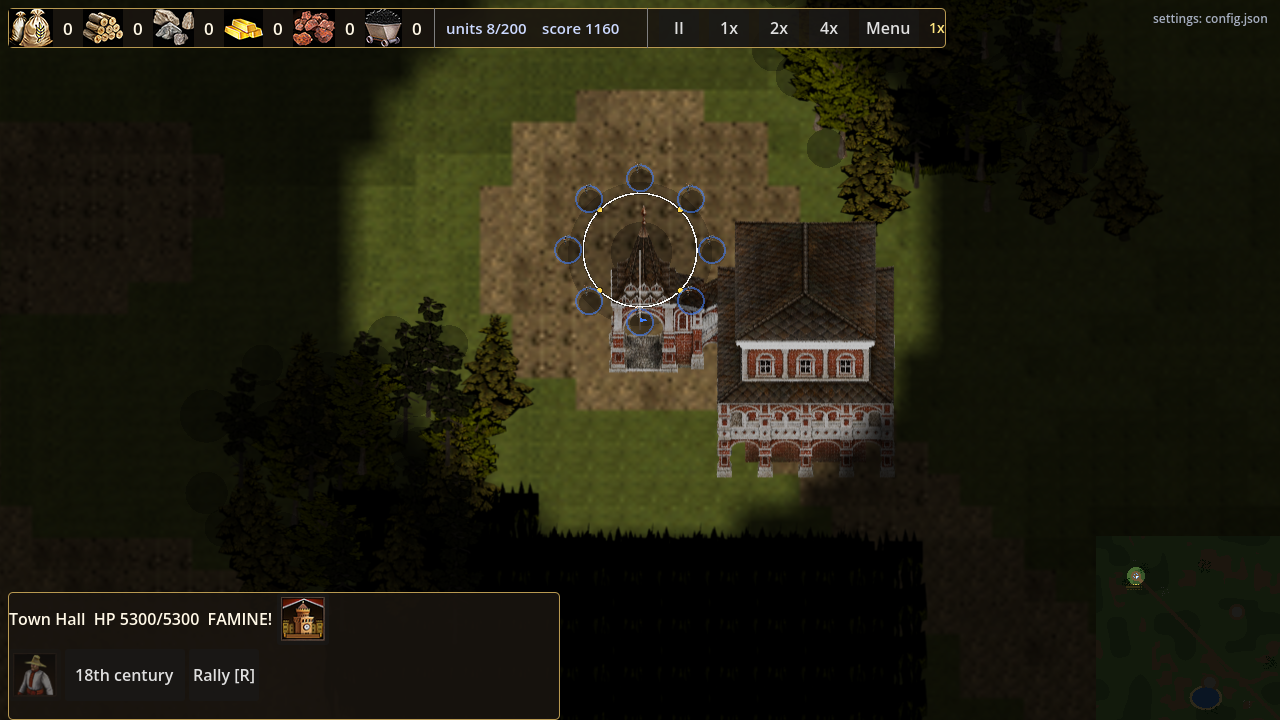 0 0 0 0 0 0 units 8/200 score 1160 II 1x 2x 4x Menu 1x
settings: config.json
Town Hall HP 5300/5300 FAMINE!
18th century Rally [R]